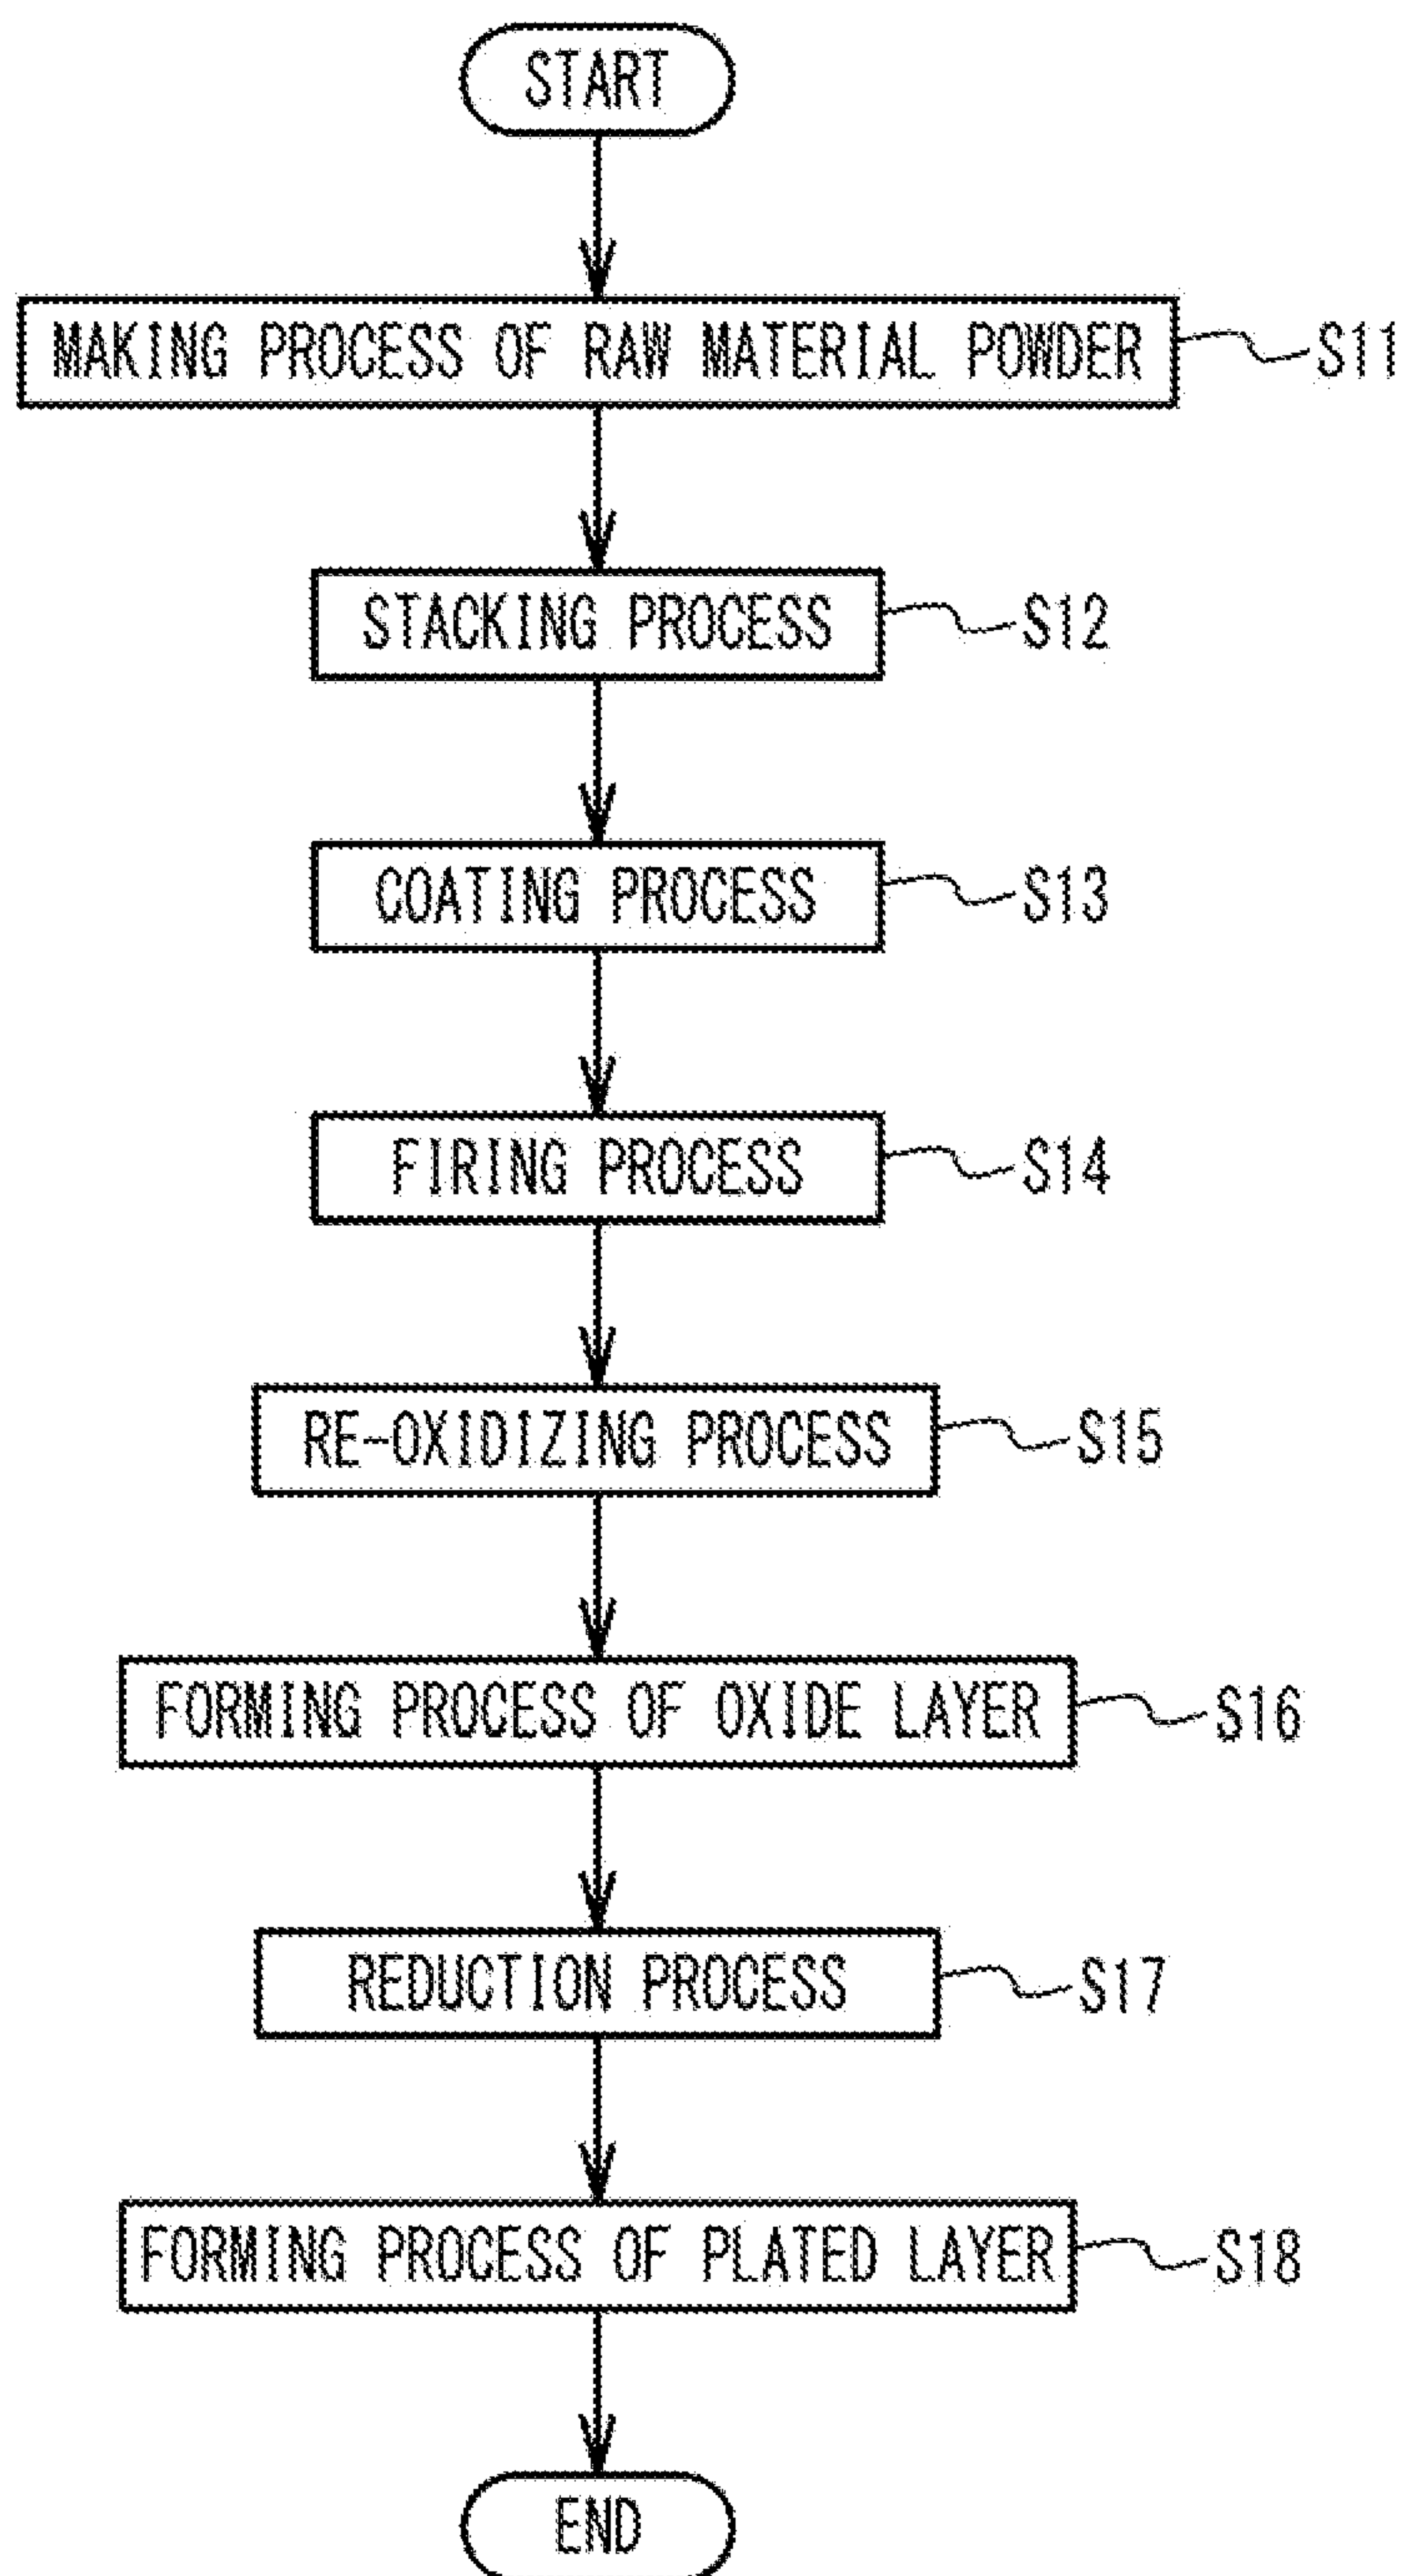 START
MAKING PROCESS OF RAW MATERIAL POWDER S11
STACKING PROCESS S12
COATING PROCESS S13
FIRING PROCESS S14
RE-OXIDIZING PROCESS S15
FORMING PROCESS OF OXIDE LAYER S16
REDUCTION PROCESS S17
FORMING PROCESS OF PLATED LAYER S18
END